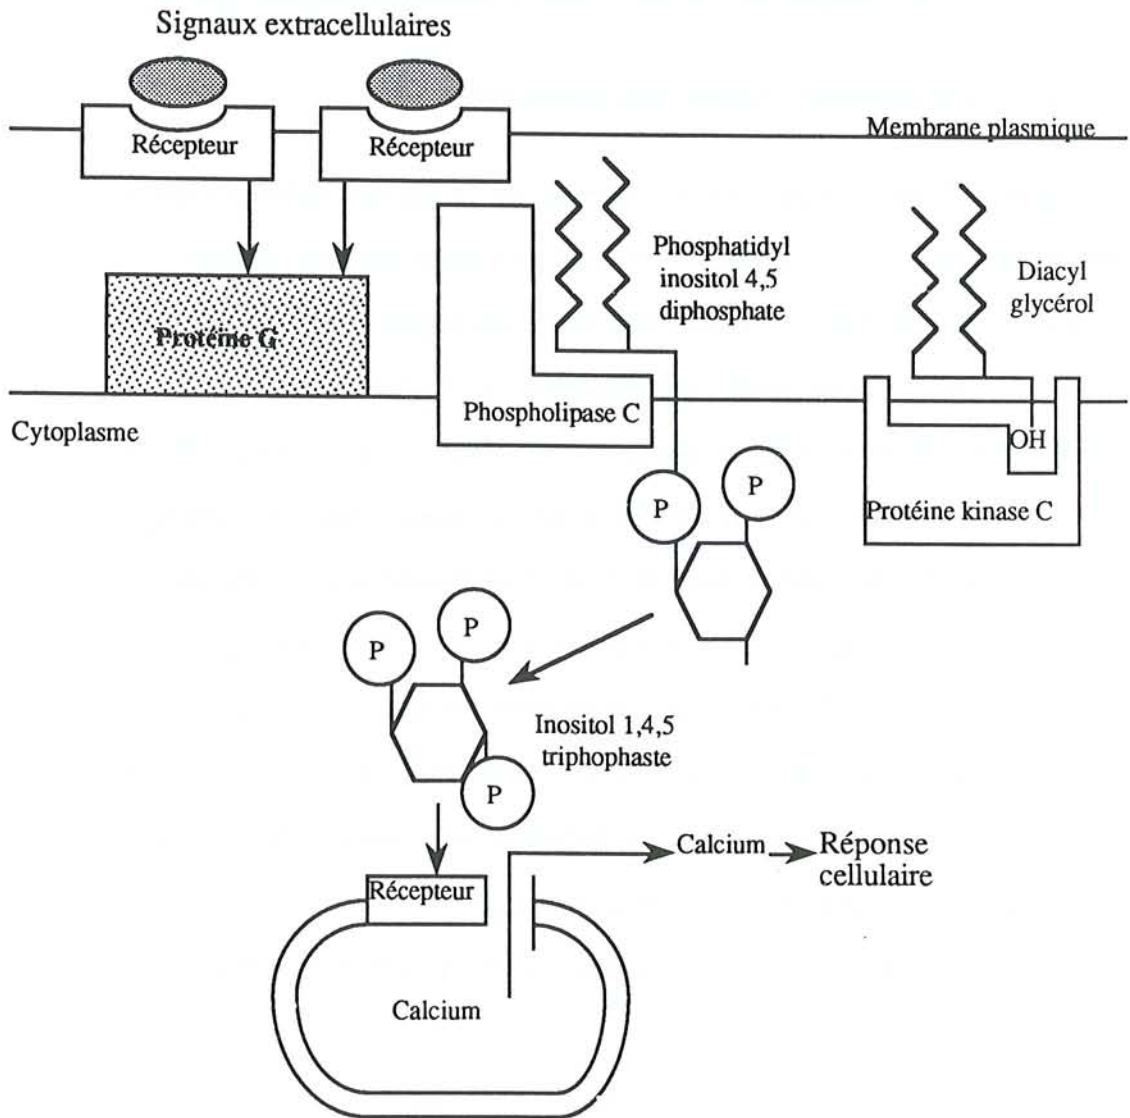 Signaux extracellulaires
Récepteur
Récepteur
Membrane plasmique
Phosphatidyl
inositol 4,5
diphosphate
Diacyl
glycérol
Protéine G
Phospholipase C
Cytoplasme
OH
Protéine kinase C
P
P
P
P
P
Inositol 1,4,5
triphophaste
Récepteur
Calcium
Calcium
Réponse
cellulaire